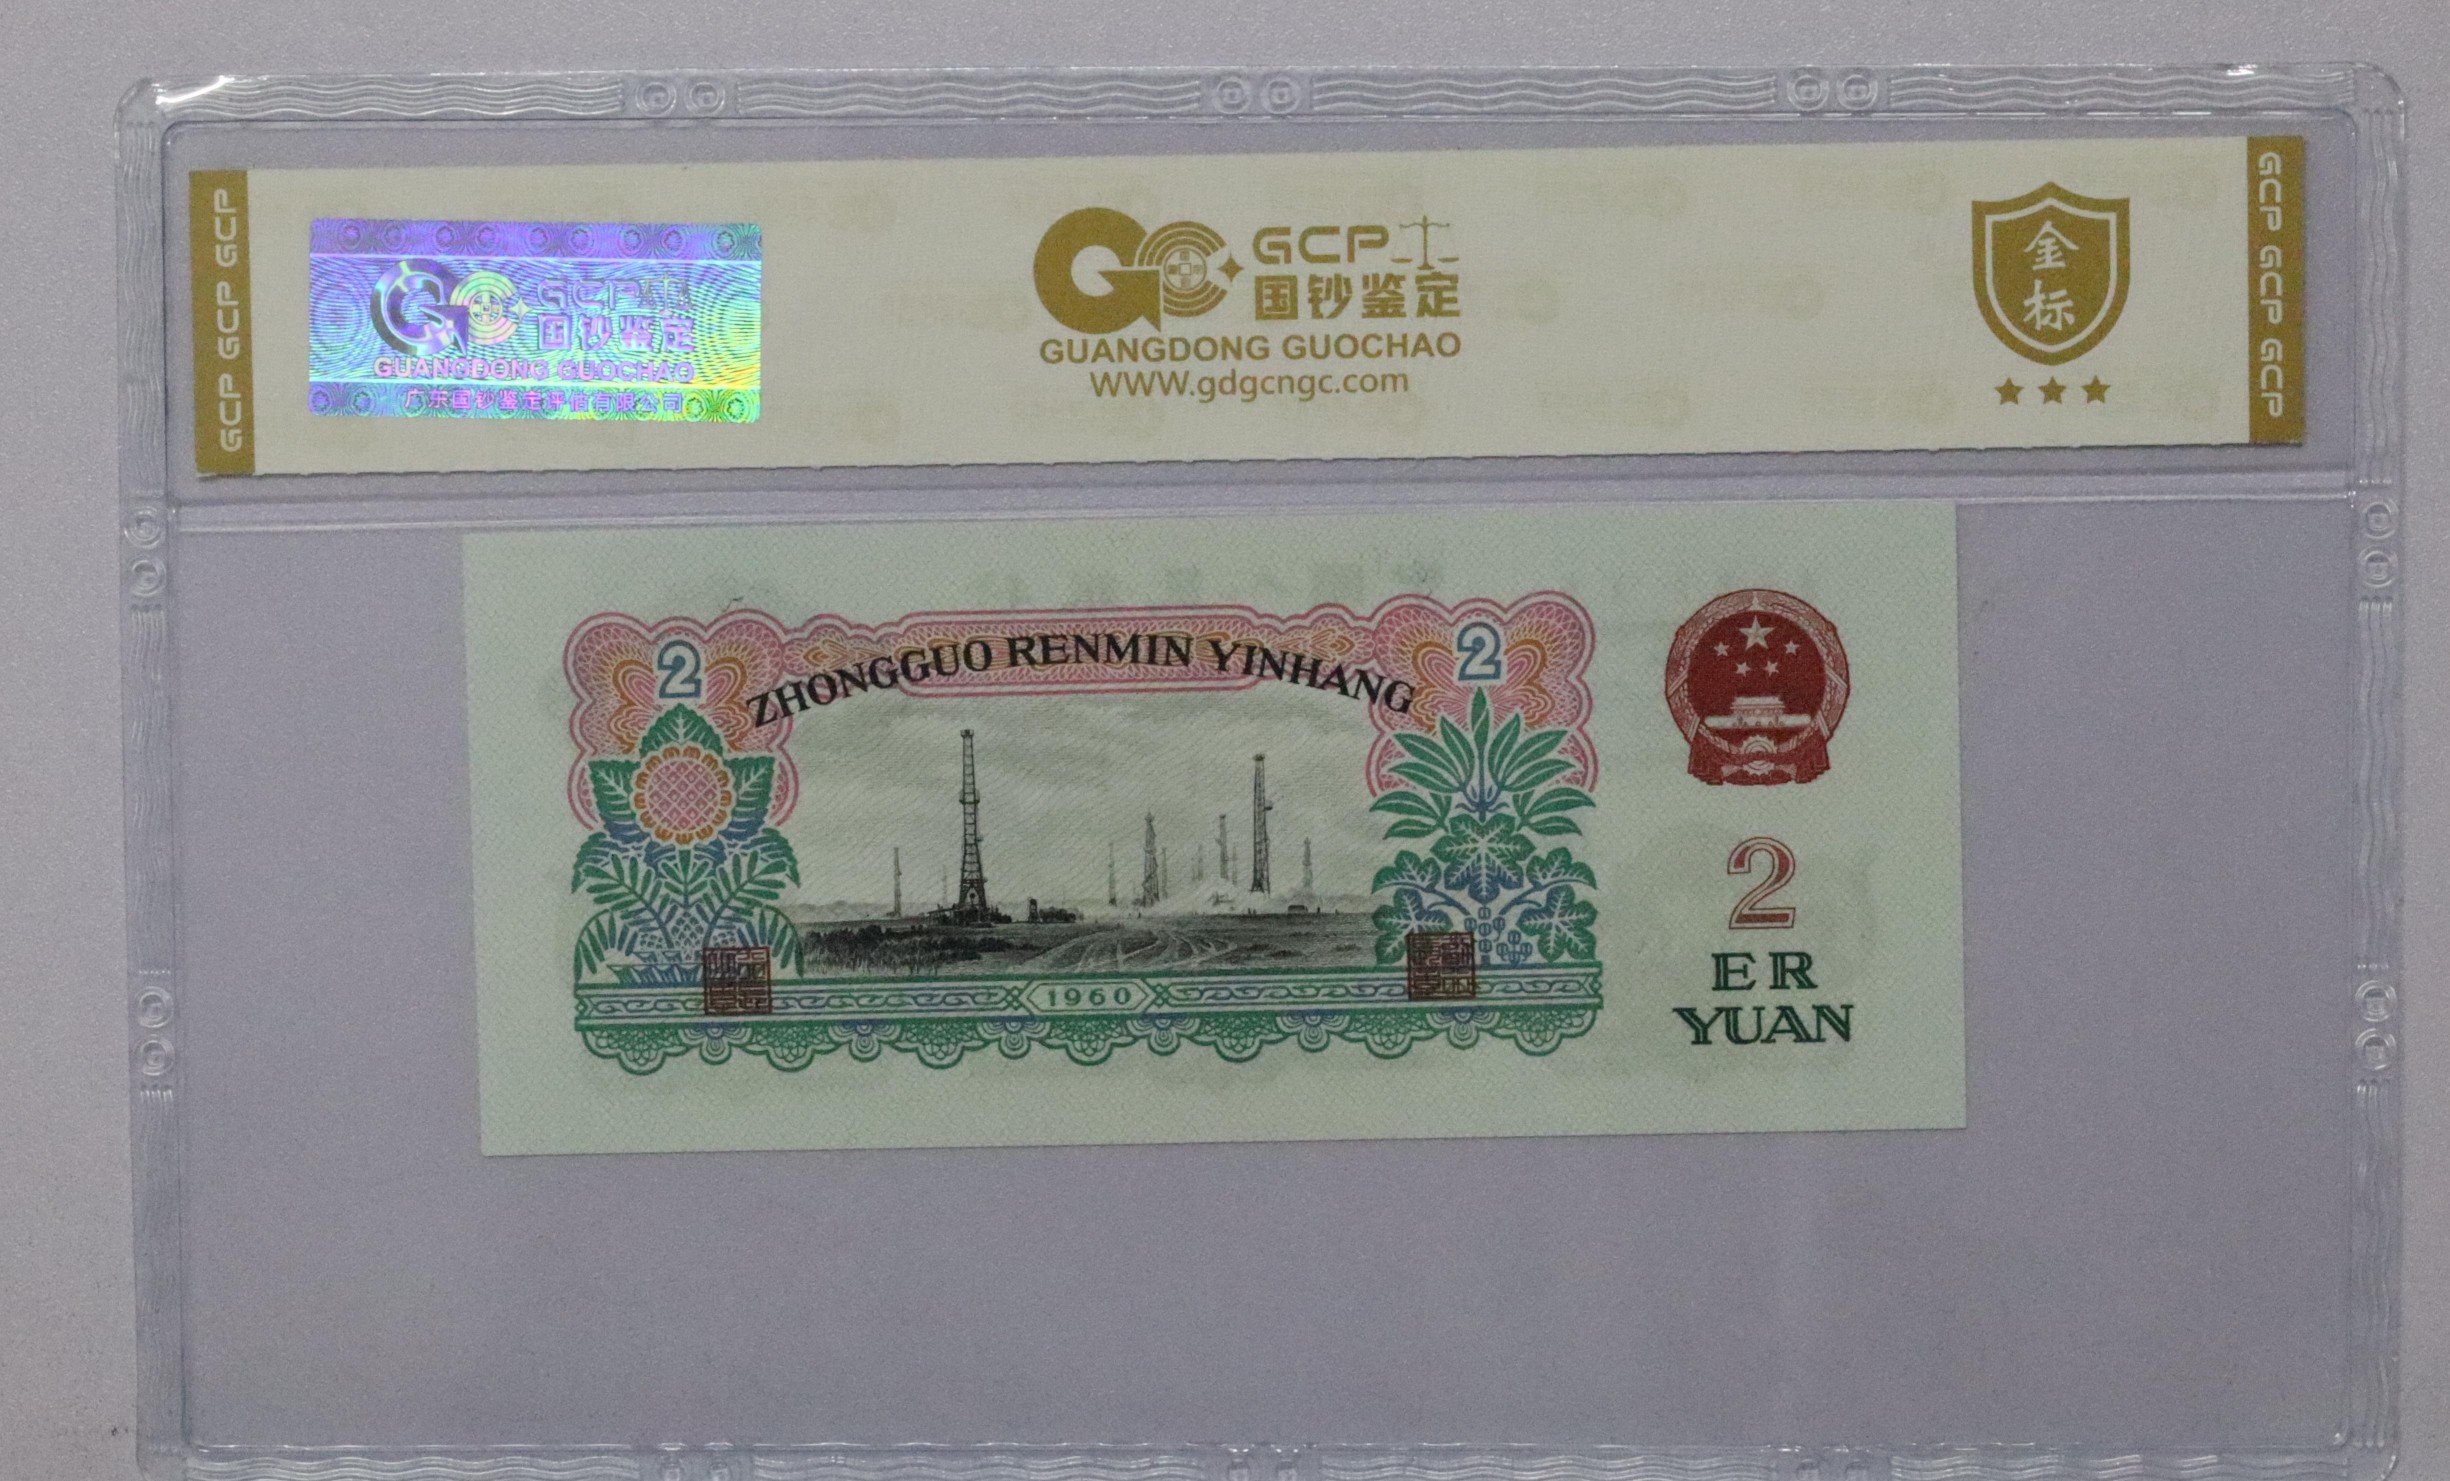 GCP GCP GCP
GCP
国钞鉴定
GUANGDONG GUOCHAO
广东国钞鉴定评估有限公司
GCP
国钞鉴定
GUANGDONG GUOCHAO
WWW.gdgcngc.com
金
标
GCP GCP GCP
2
ZHONGGUO RENMIN YINHANG
2
1960
2
ER
YUAN